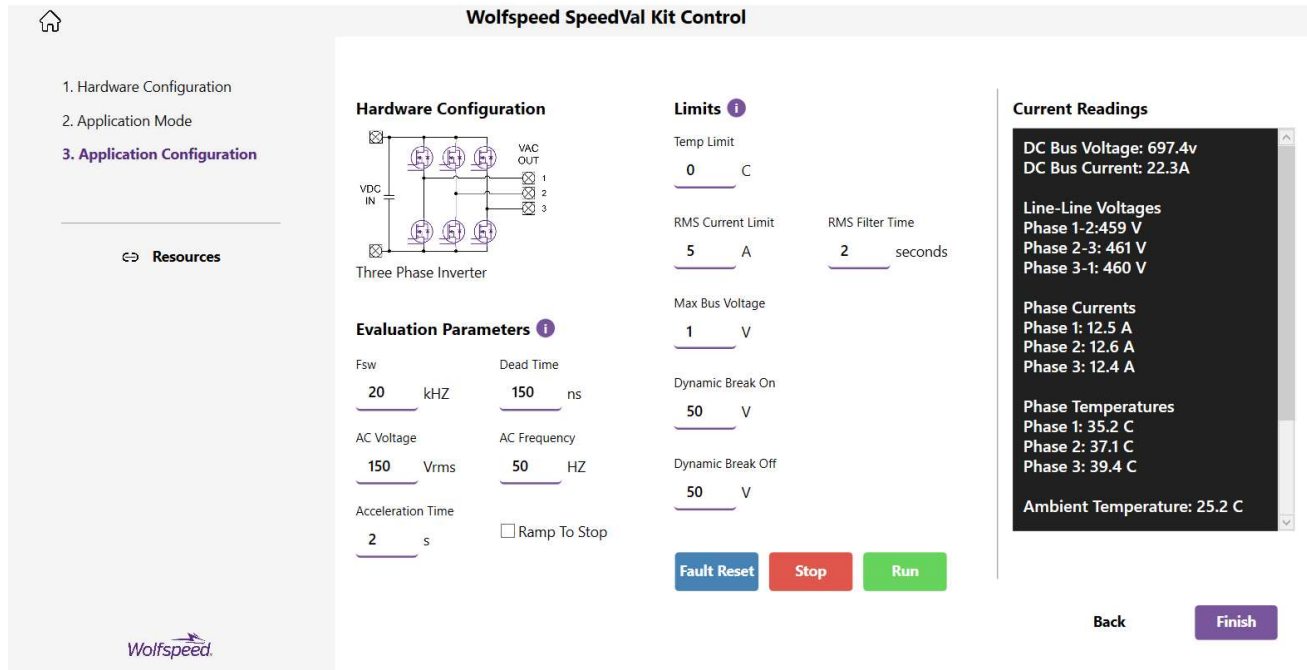 Wolfspeed SpeedVal Kit Control
1. Hardware Configuration
2. Application Mode
3. Application Configuration
Resources
Wolfspeed.
Hardware Configuration
VDC
IN
VAC
OUT
1
2
3
Three Phase Inverter
Evaluation Parameters i
Fsw
20 kHZ
Dead Time
150 ns
AC Voltage
150 Vrms
AC Frequency
50 HZ
Acceleration Time
2 s
Ramp To Stop
Limits i
Temp Limit
0 C
RMS Current Limit
5 A
RMS Filter Time
2 seconds
Max Bus Voltage
1 V
Dynamic Break On
50 V
Dynamic Break Off
50 V
Fault Reset
Stop
Run
Current Readings
DC Bus Voltage: 697.4v
DC Bus Current: 22.3A
Line-Line Voltages
Phase 1-2:459 V
Phase 2-3: 461 V
Phase 3-1: 460 V
Phase Currents
Phase 1: 12.5 A
Phase 2: 12.6 A
Phase 3: 12.4 A
Phase Temperatures
Phase 1: 35.2 C
Phase 2: 37.1 C
Phase 3: 39.4 C
Ambient Temperature: 25.2 C
Back
Finish